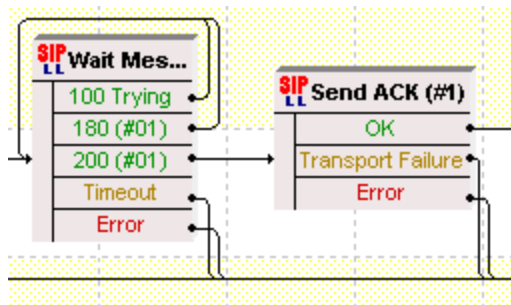 SIP LL Wait Mes...
100 Trying
180 (#01)
200 (#01)
Timeout
Error
SIP LL Send ACK (#1)
OK
Transport Failure
Error